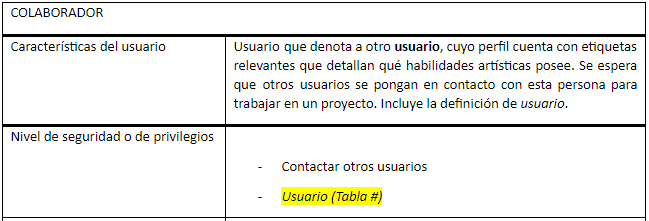 COLABORADOR
Características del usuario
Usuario que denota a otro usuario, cuyo perfil cuenta con etiquetas
relevantes que detallan qué habilidades artísticas posee. Se espera
que otros usuarios se pongan en contacto con esta persona para
trabajar en un proyecto. Incluye la definición de usuario.
Nivel de seguridad o de privilegios
- Contactar otros usuarios
- Usuario (Tabla #)